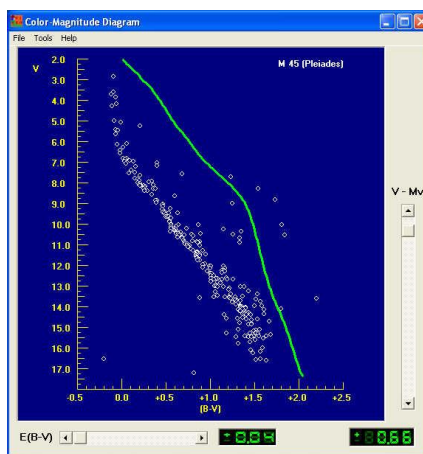 Color-Magnitude Diagram
File Tools Help
V
M 45 (Pleiades)
2.0
3.0
4.0
5.0
6.0
7.0
8.0
9.0
10.0
11.0
12.0
13.0
14.0
15.0
16.0
17.0
-0.5 0.0 +0.5 +1.0 +1.5 +2.0 +2.5
(B-V)
V - Mv
E(B-V)
± 0.04
± 0.66